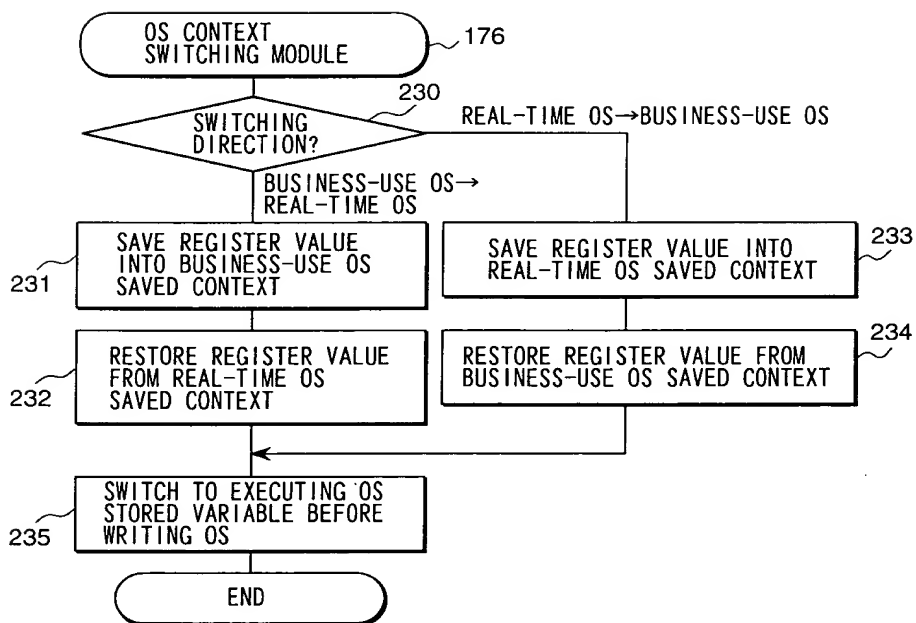 OS CONTEXT
SWITCHING MODULE
176
230
SWITCHING
DIRECTION?
REAL-TIME OS→BUSINESS-USE OS
BUSINESS-USE OS→
REAL-TIME OS
SAVE REGISTER VALUE
INTO BUSINESS-USE OS
SAVED CONTEXT
231
SAVE REGISTER VALUE INTO
REAL-TIME OS SAVED CONTEXT
233
RESTORE REGISTER VALUE
FROM REAL-TIME OS
SAVED CONTEXT
232
RESTORE REGISTER VALUE FROM
BUSINESS-USE OS SAVED CONTEXT
234
SWITCH TO EXECUTING OS
STORED VARIABLE BEFORE
WRITING OS
235
END